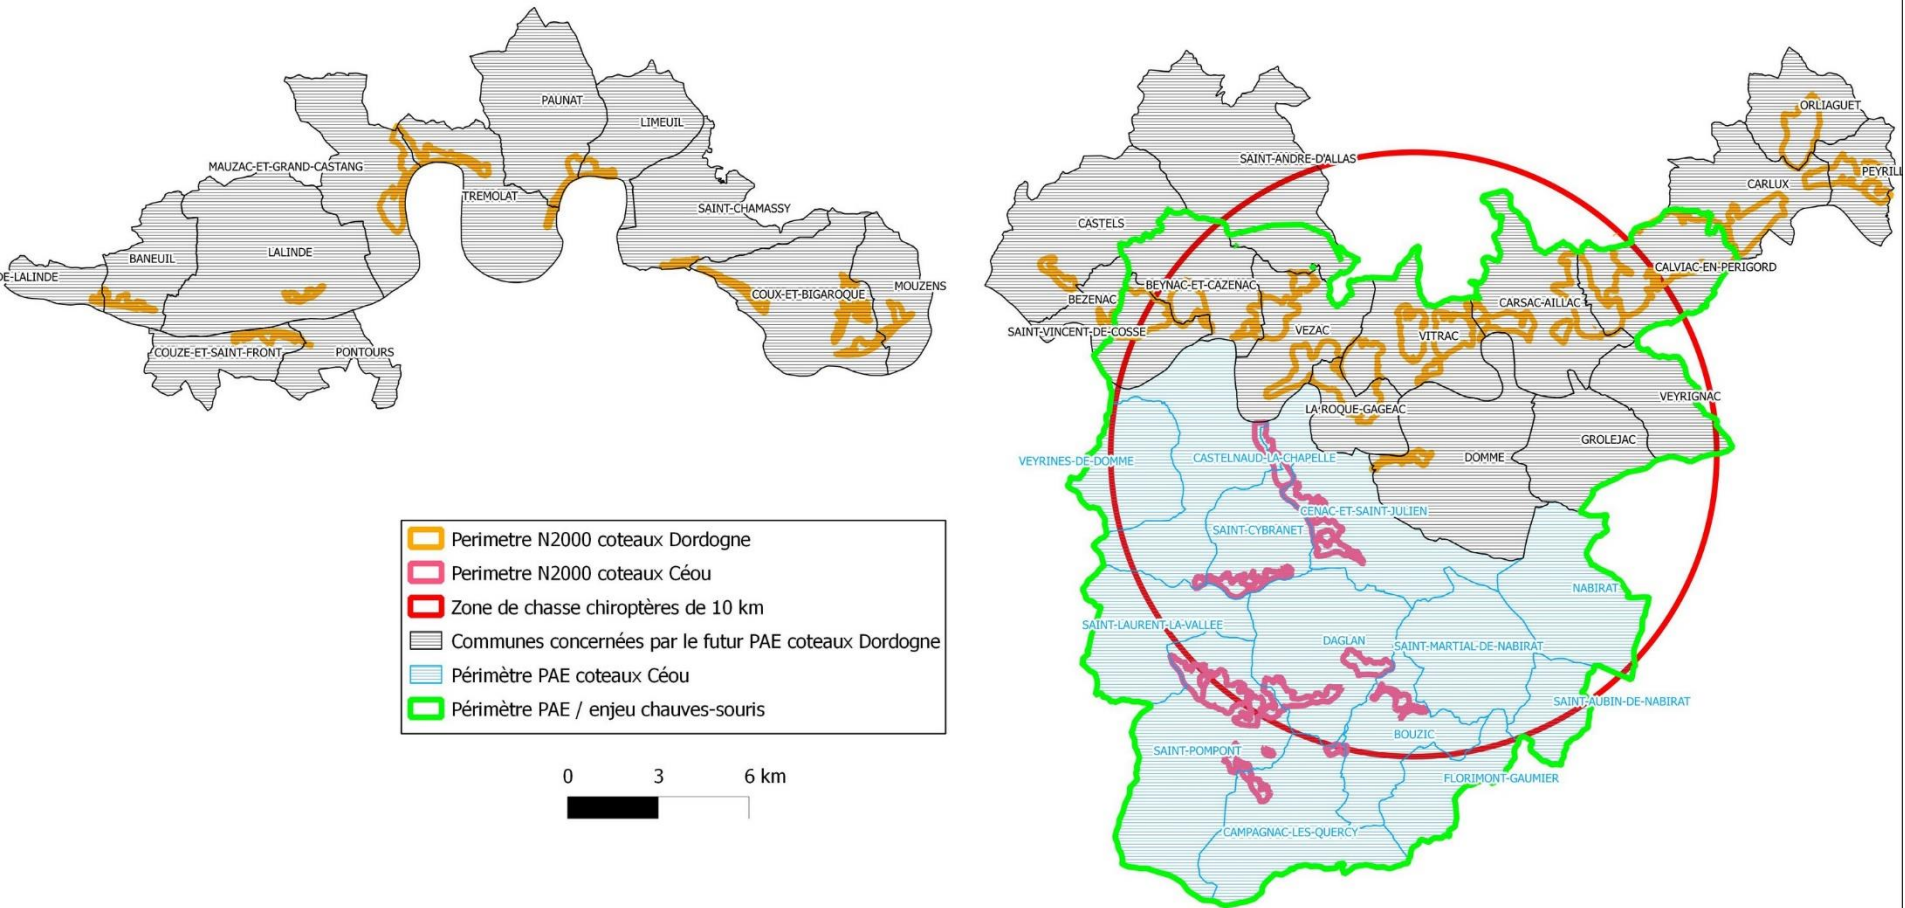 PAUNAT
LIMEUIL
MAUZAC-ET-GRAND-CASTANG
TREMOLAT
SAINT-CHAMASSY
BANEUIL
LALINDE
DE-LALINDE
COUX-ET-BIGAROQUE
MOUZENS
COUZE-ET-SAINT-FRONT
PONTOURS
ORLIAGUET
SAINT-ANDRE-D'ALLAS
PEYRILL
CARLUX
CASTELS
CALVIAC-EN-PERIGORD
BEYNAC-ET-CAZENAC
BEZENAC
CARSAC-AILLAC
SAINT-VINCENT-DE-COSSE
VEZAC
VITRAC
VEYRIGNAC
LA ROQUE-GAGEAC
GROLEJAC
DOMME
VEYRINES-DE-DOMME
CASTELNAUD-LA-CHAPELLE
CENAC-ET-SAINT-JULIEN
SAINT-CYBRANET
NABIRAT
SAINT-LAURENT-LA-VALLEE
DAGLAN
SAINT-MARTIAL-DE-NABIRAT
SAINT-AUBIN-DE-NABIRAT
BOUZIC
SAINT-POMPONT
FLORIMONT-GAUMIER
CAMPAGNAC-LES-QUERCY
Perimetre N2000 coteaux Dordogne
Perimetre N2000 coteaux Céou
Zone de chasse chiroptères de 10 km
Communes concernées par le futur PAE coteaux Dordogne
Périmètre PAE coteaux Céou
Périmètre PAE / enjeu chauves-souris
0 3 6 km